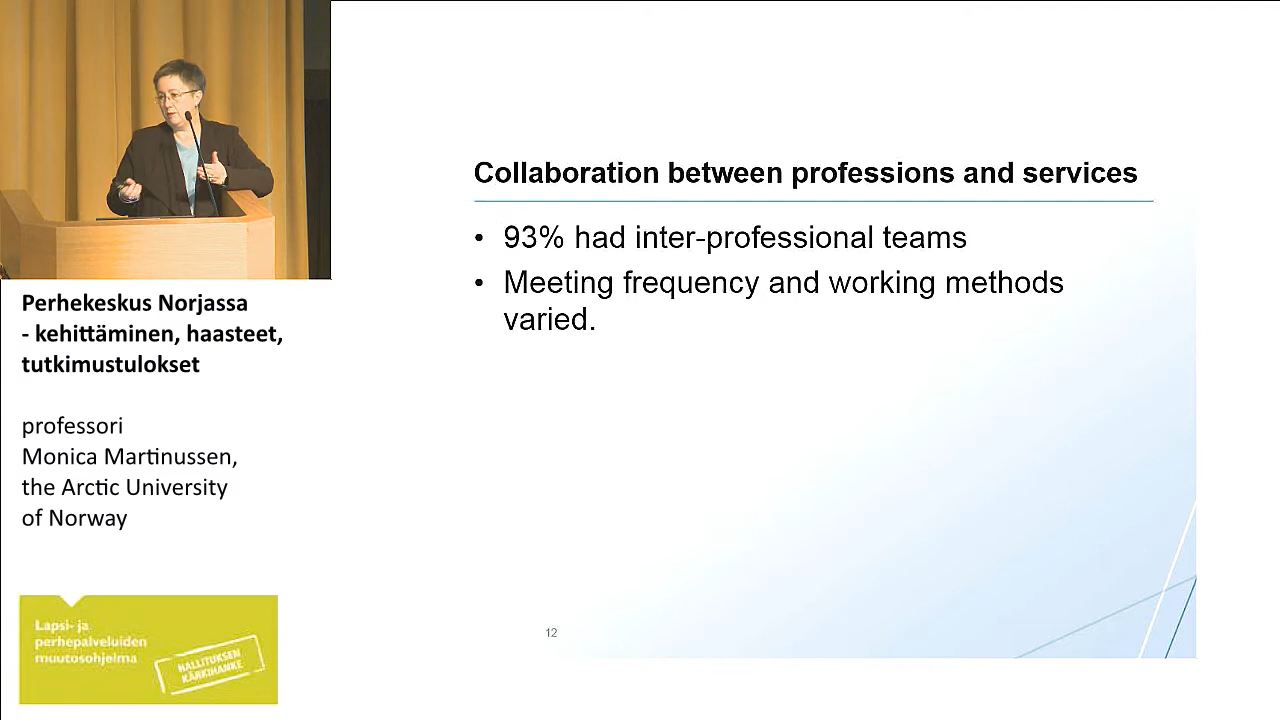 Collaboration between professions and services
• 93% had inter-professional teams
• Meeting frequency and working methods
varied.
12
Perhekeskus Norjassa
- kehittäminen, haasteet,
tutkimustulokset
professori
Monica Martinussen,
the Arctic University
of Norway
Lapsi- ja
perhepalveluiden
muutosohjelma
HALLITUKSEN
KÄRKIHANKE